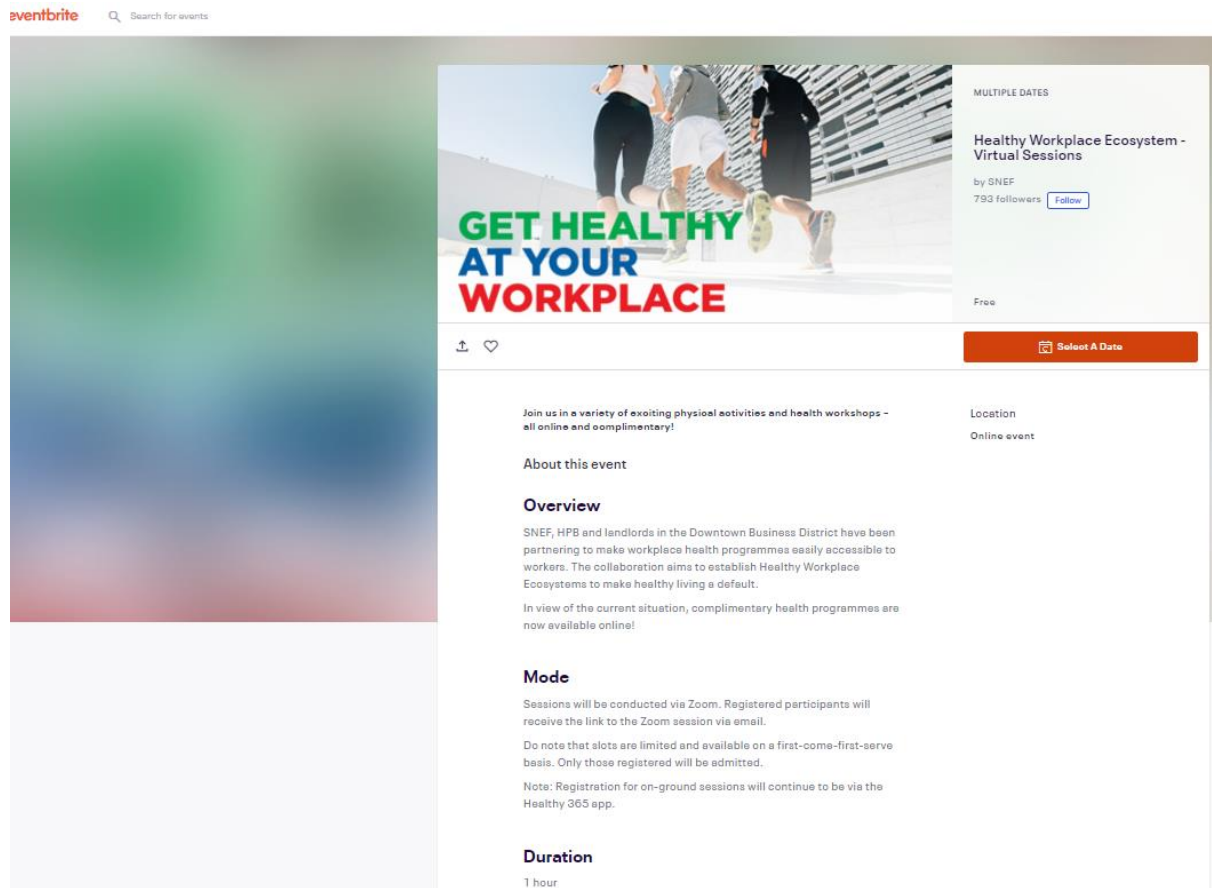 eventbrite
Search for events
GET HEALTHY
AT YOUR
WORKPLACE
MULTIPLE DATES
Healthy Workplace Ecosystem -
Virtual Sessions
by SNEF
793 followers Follow
Free
Select A Date
Join us in a variety of exciting physical activities and health workshops –
all online and complimentary!
Location
Online event
About this event
Overview
SNEF, HPB and landlords in the Downtown Business District have been
partnering to make workplace health programmes easily accessible to
workers. The collaboration aims to establish Healthy Workplace
Ecosystems to make healthy living a default.
In view of the current situation, complimentary health programmes are
now available online!
Mode
Sessions will be conducted via Zoom. Registered participants will
receive the link to the Zoom session via email.
Do note that slots are limited and available on a first-come-first-serve
basis. Only those registered will be admitted.
Note: Registration for on-ground sessions will continue to be via the
Healthy 365 app.
Duration
1 hour